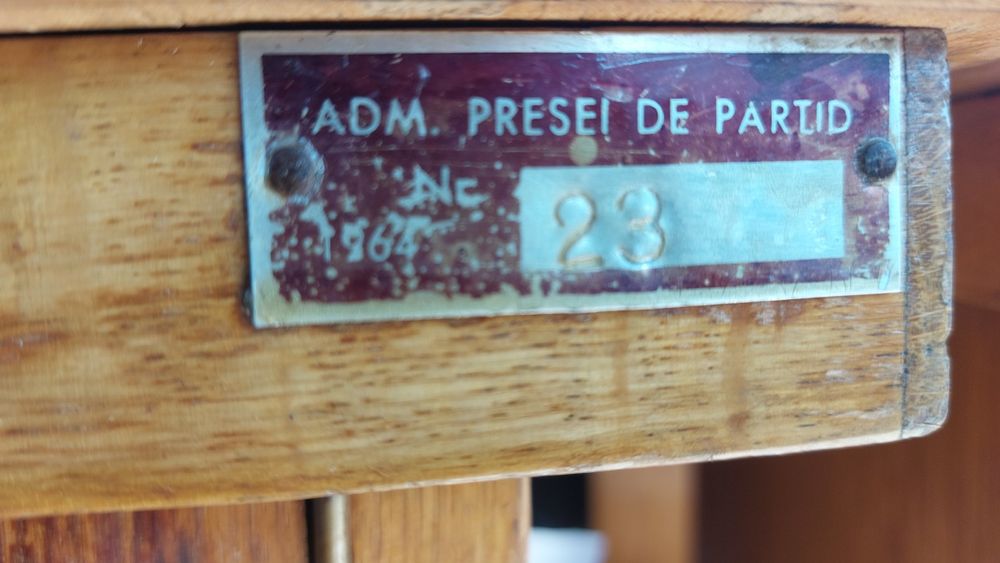 ADM. PRESEI DE PARTID
Nr 23
1964